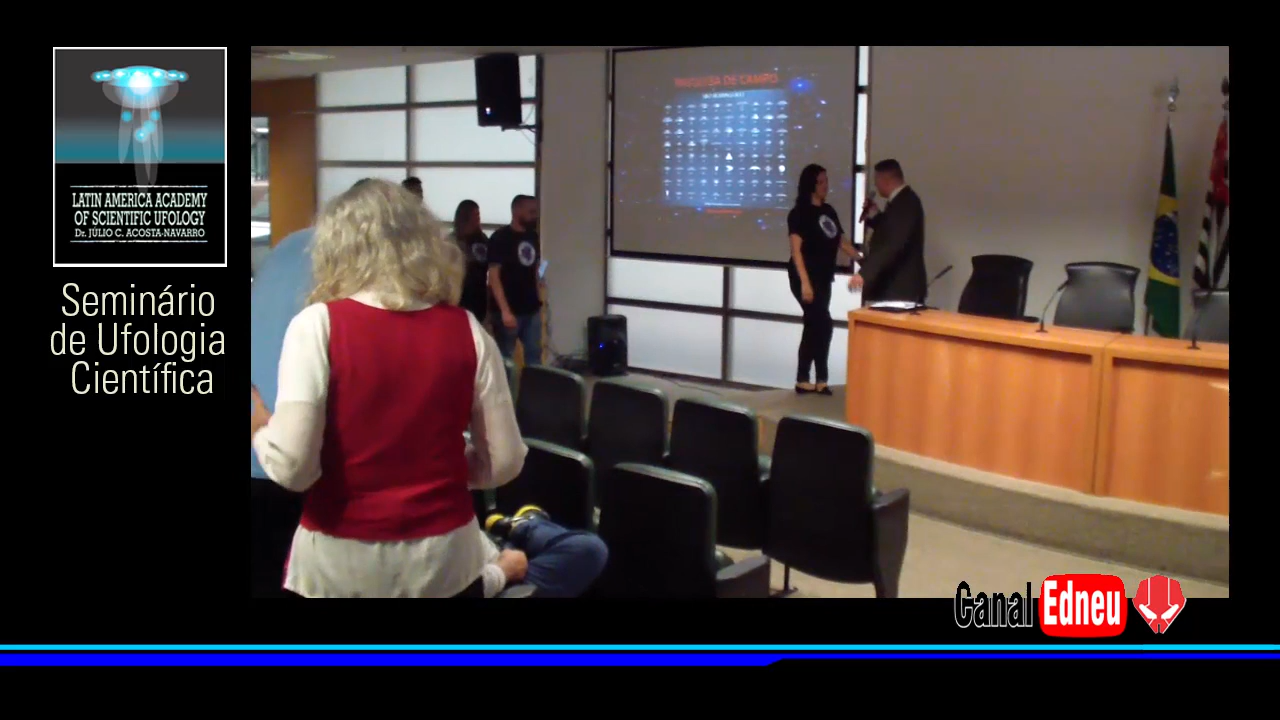 LATIN AMERICA ACADEMY
OF SCIENTIFIC UFOLOGY
Dr. JÚLIO C. ACOSTA-NAVARRO
Seminário
de Ufologia
Científica
PESQUISA DE CAMPO
Canal Edneu